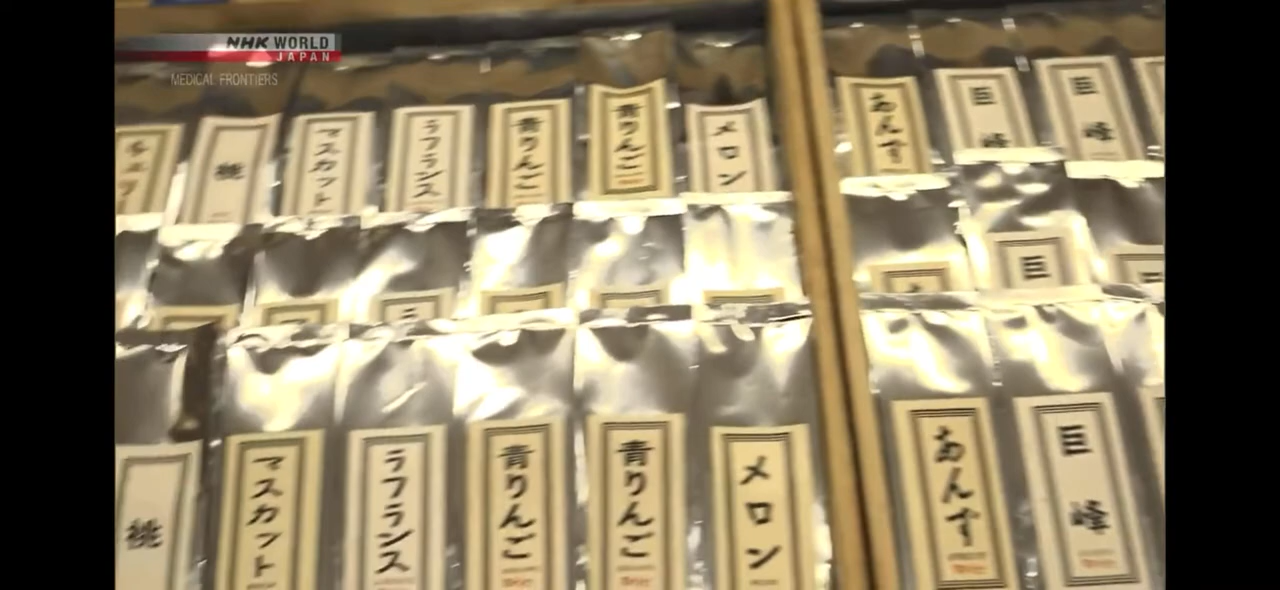 NHK WORLD
JAPAN
MEDICAL FRONTIERS
桃
マスカット
ラフランス
青りんご
青りんご
メロン
あんず
巨峰
巨峰
ラ
巨
桃
マスカット
ラフランス
青りんご
青りんご
メロン
あんず
巨峰